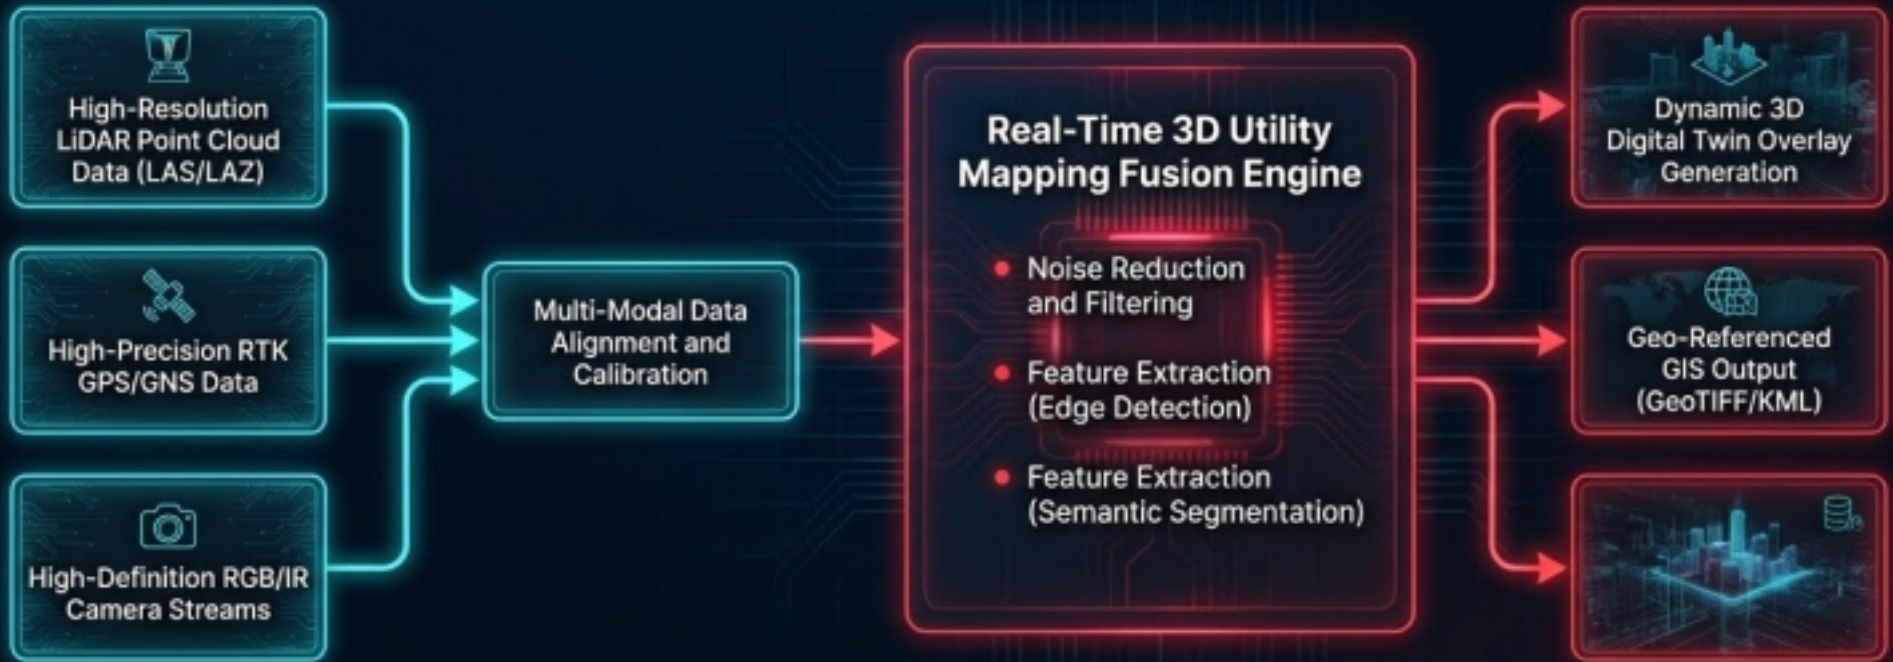 High-Resolution
LiDAR Point Cloud
Data (LAS/LAZ)
High-Precision RTK
GPS/GNS Data
High-Definition RGB/IR
Camera Streams
Multi-Modal Data
Alignment and
Calibration
Real-Time 3D Utility
Mapping Fusion Engine
Noise Reduction
and Filtering
Feature Extraction
(Edge Detection)
Feature Extraction
(Semantic Segmentation)
Dynamic 3D
Digital Twin Overlay
Generation
Geo-Referenced
GIS Output
(GeoTIFF/KML)